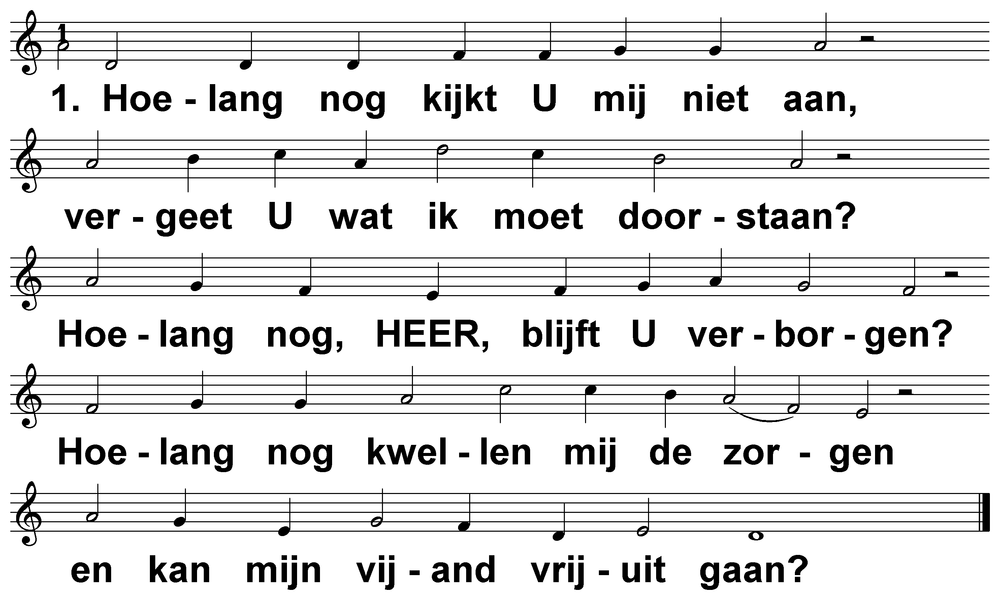 1
1. Hoe - lang nog kijkt U mij niet aan,
ver - geet U wat ik moet door - staan?
Hoe - lang nog, HEER, blijft U ver - bor - gen?
Hoe - lang nog kwel - len mij de zor - gen
en kan mijn vij - and vrij - uit gaan?